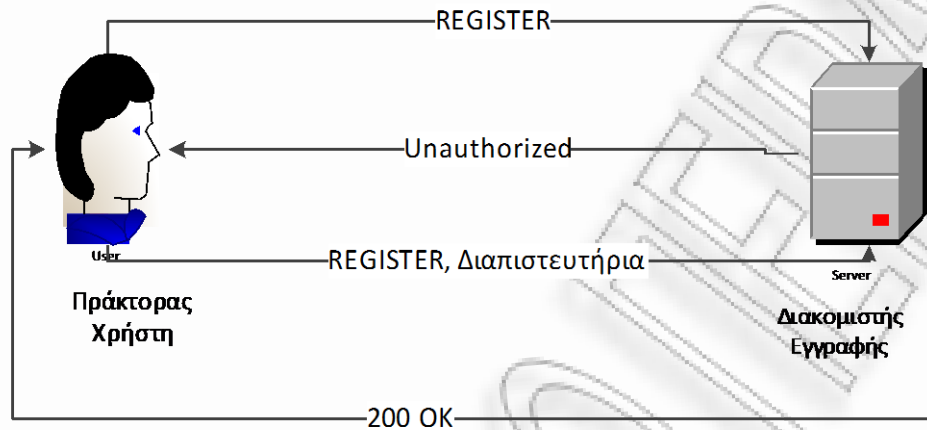 REGISTER
Unauthorized
REGISTER, Διαπιστευτήρια
User
Server
Πράκτορας
Χρήστη
Διακομιστής
Εγγραφής
200 OK